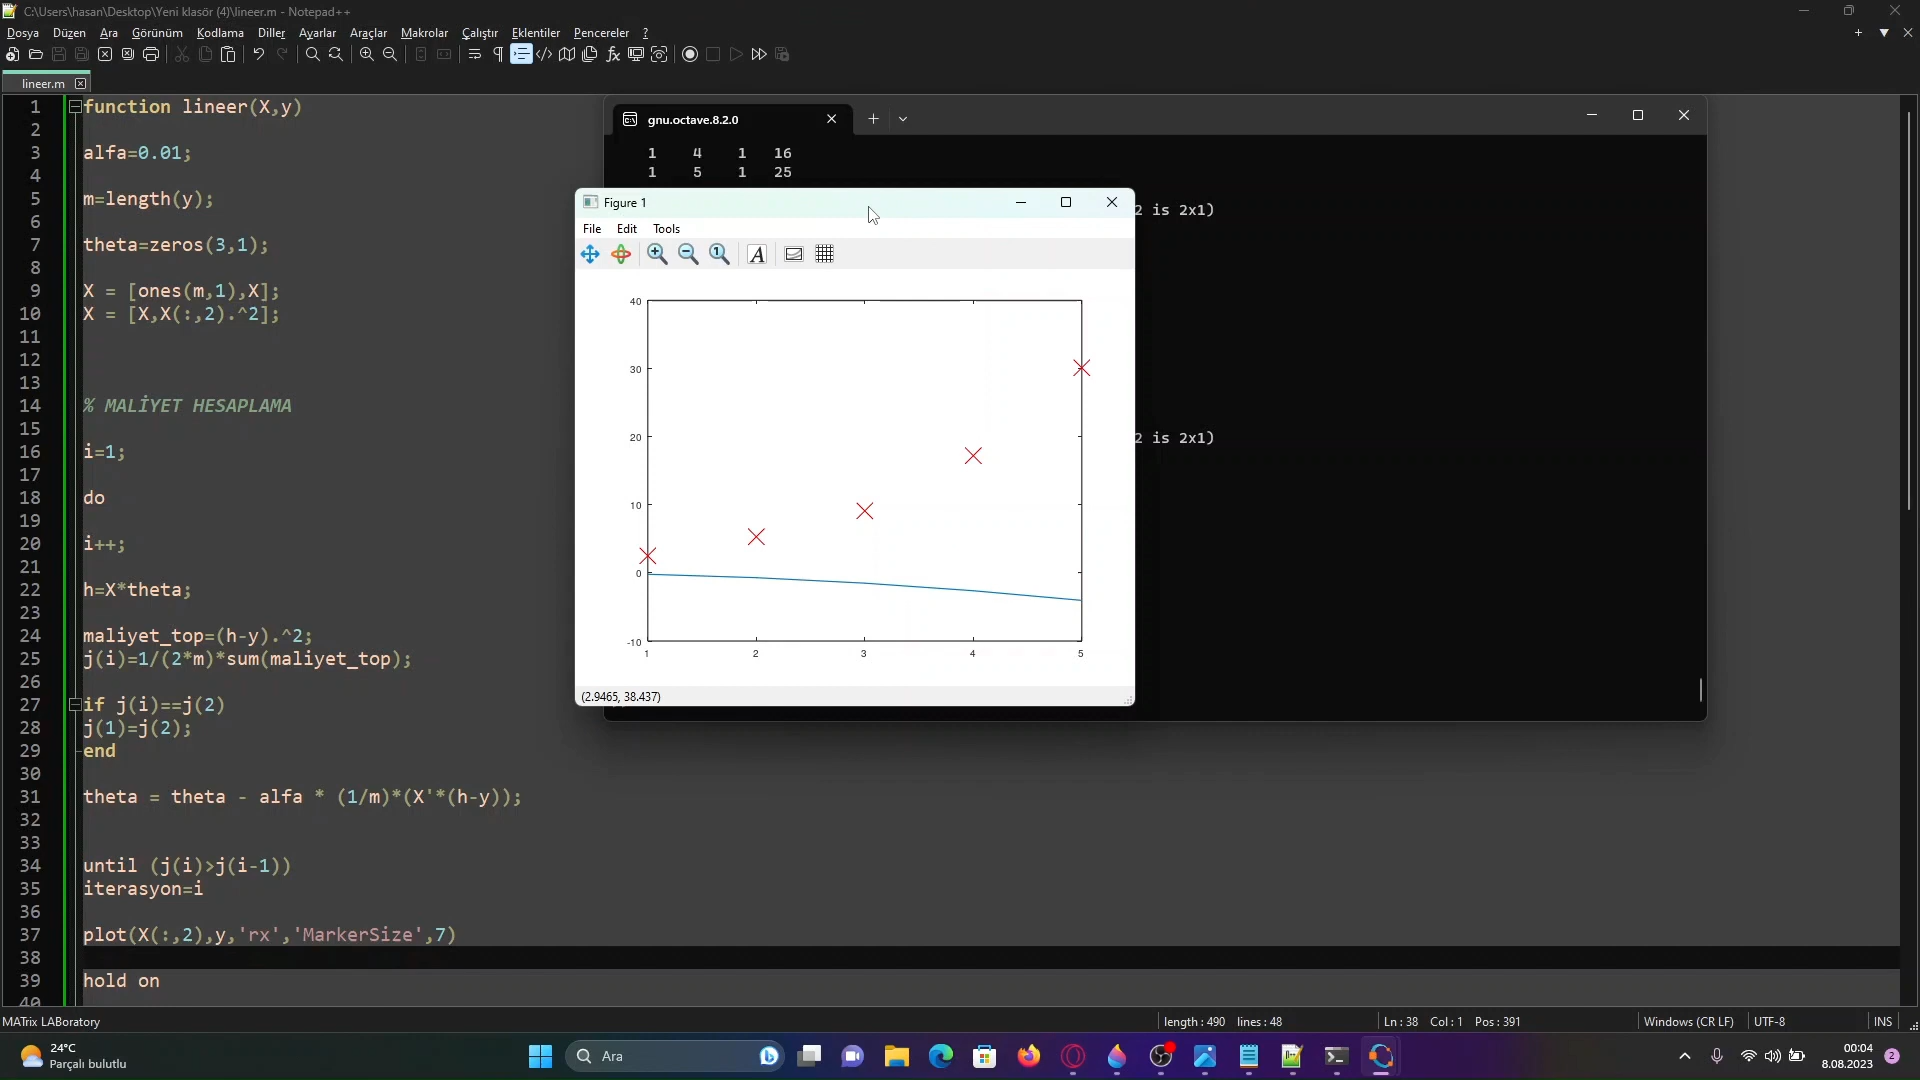 C:\Users\hasan\Desktop\Yeni klasör (4)\lineer.m - Notepad++
Dosya Düzen Ara Görünüm Kodlama Diller Ayarlar Araçlar Makrolar Çalıştır Eklentiler Pencereler ?
lineer.m
1 function lineer(X,y)
2
3 alfa=0.01;
4
5 m=length(y);
6
7 theta=zeros(3,1);
8
9 X = [ones(m,1),X];
10 X = [X,X(:,2).^2];
11
12
13
14 % MALİYET HESAPLAMA
15
16 i=1;
17
18 do
19
20 i++;
21
22 h=X*theta;
23
24 maliyet_top=(h-y).^2;
25 j(i)=1/(2*m)*sum(maliyet_top);
26
27 if j(i)==j(2)
28 j(1)=j(2);
29 end
30
31 theta = theta - alfa * (1/m)*(X'*(h-y));
32
33
34 until (j(i)>j(i-1))
35 iterasyon=i
36
37 plot(X(:,2),y,'rx','MarkerSize',7)
38
39 hold on
40
gnu.octave.8.2.0
1 4 1 16
1 5 1 25
2 is 2x1)
2 is 2x1)
Figure 1
File Edit Tools
40
30
20
10
0
-10
1 2 3 4 5
(2.9465, 38.437)
MATrix LABoratory
length : 490 lines : 48
Ln : 38 Col : 1 Pos : 391
Windows (CR LF)
UTF-8
INS
24°C
Parçalı bulutlu
Ara
00:04
8.08.2023
2